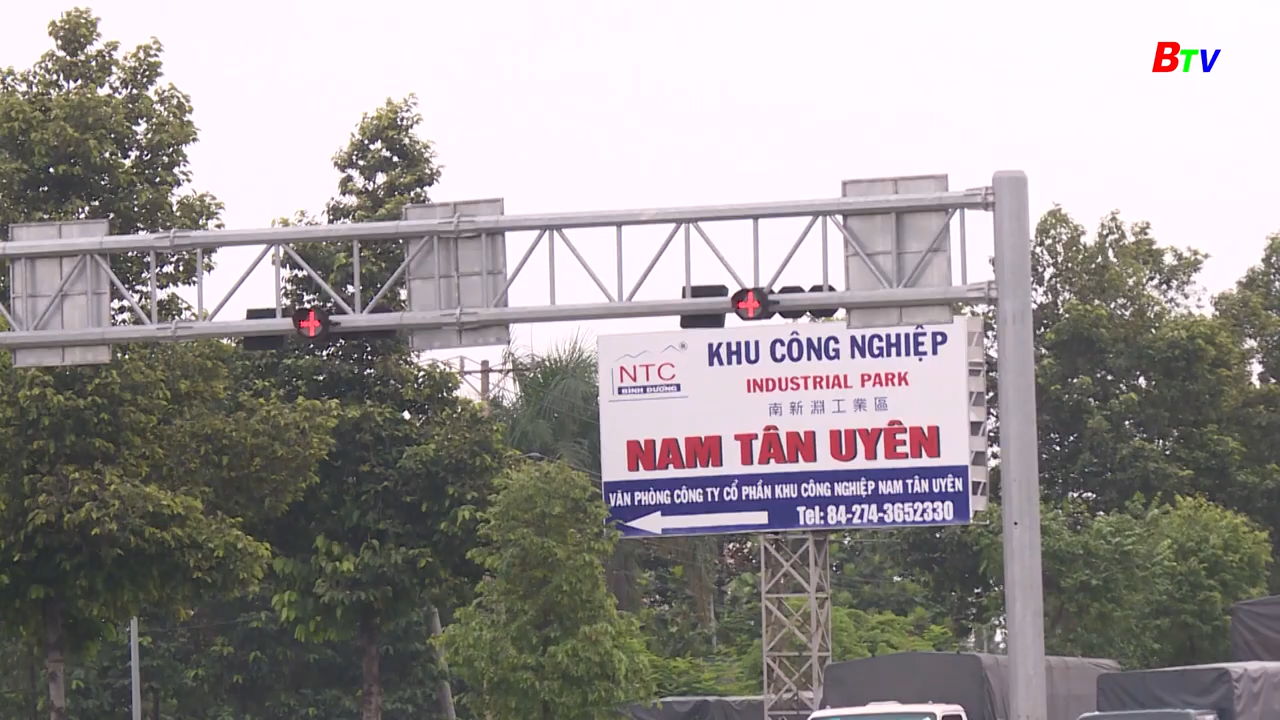 BTV
NTC
BÌNH DƯƠNG
KHU CÔNG NGHIỆP
INDUSTRIAL PARK
南新淵工業區
NAM TÂN UYÊN
VĂN PHÒNG CÔNG TY CỔ PHẦN KHU CÔNG NGHIỆP NAM TÂN UYÊN
Tel: 84-274-3652330